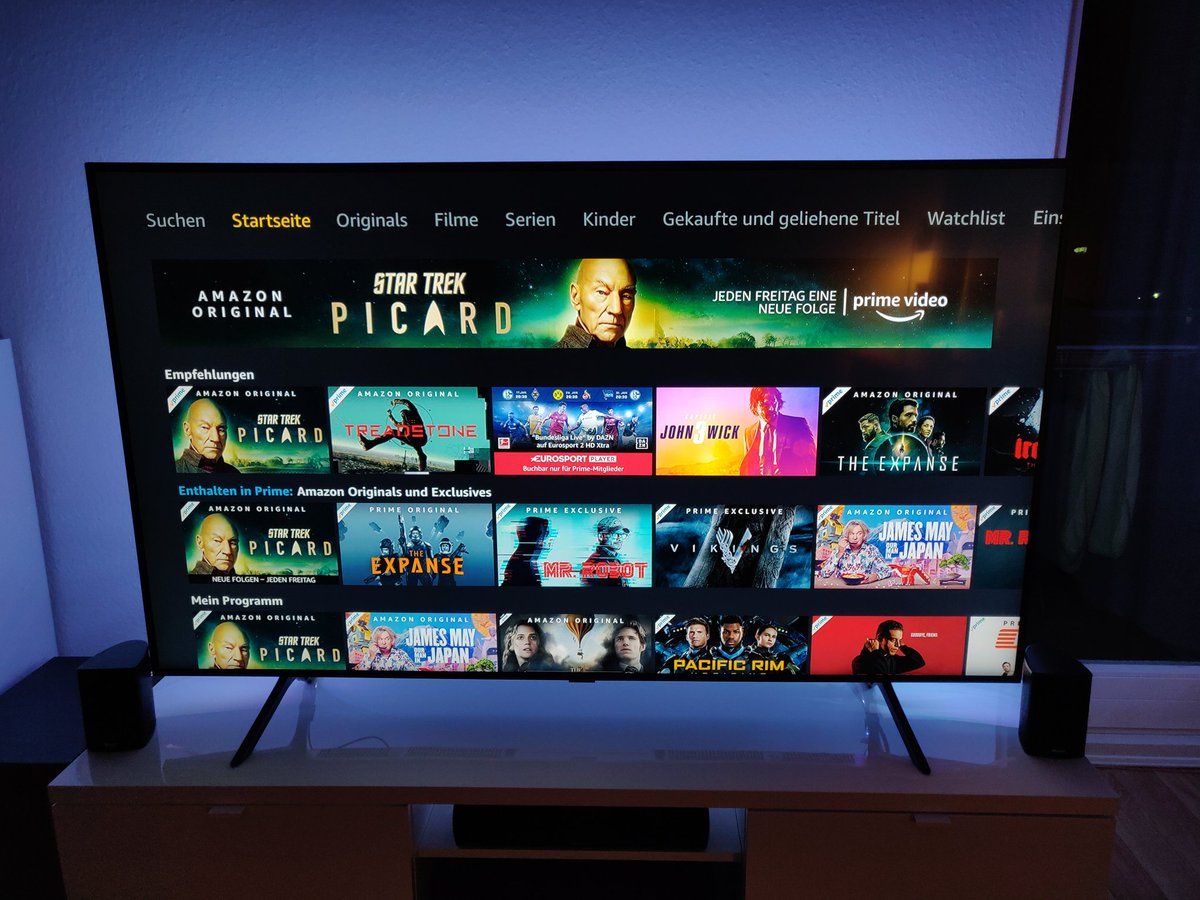 Suchen Startseite Originals Filme Serien Kinder Gekaufte und geliehene Titel Watchlist Eins
AMAZON ORIGINAL
STAR TREK
PICARD
JEDEN FREITAG EINE
NEUE FOLGE
prime video
Empfehlungen
prime
AMAZON ORIGINAL
STAR TREK
PICARD
prime
AMAZON ORIGINAL
TREADSTONE
"Bundesliga Live" by DAZN
auf Eurosport 2 HD Xtra
EUROSPORT PLAYER
Buchbar nur für Prime-Mitglieder
JOHN WICK
3
prime
AMAZON ORIGINAL
THE EXPANSE
prime
Enthalten in Prime: Amazon Originals und Exclusives
prime
AMAZON ORIGINAL
STAR TREK
PICARD
NEUE FOLGEN – JEDEN FREITAG
prime
PRIME ORIGINAL
THE
EXPANSE
prime
PRIME EXCLUSIVE
MR. ROBOT
prime
PRIME EXCLUSIVE
VIKINGS
prime
AMAZON ORIGINAL
JAMES MAY
JAPAN
prime
PRI
MR. R
Mein Programm
prime
AMAZON ORIGINAL
STAR TREK
PICARD
prime
AMAZON ORIGINAL
JAMES MAY
JAPAN
prime
AMAZON ORIGINAL
prime
PACIFIC RIM
prime
GOODBYE, FRIEND.
prime